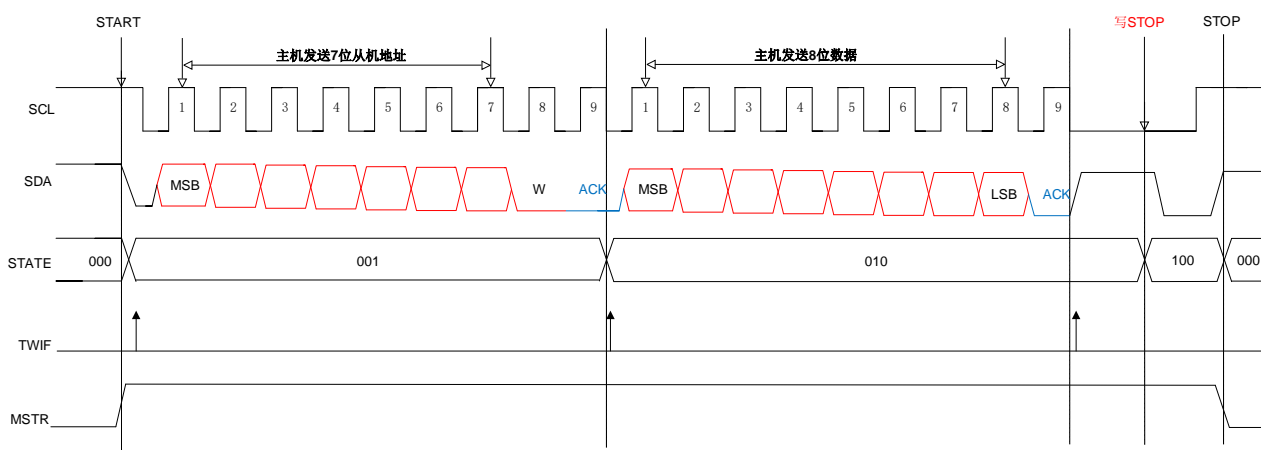 START 写STOP STOP
主机发送7位从机地址 主机发送8位数据
SCL 1 2 3 4 5 6 7 8 9 1 2 3 4 5 6 7 8 9
SDA MSB W ACK MSB LSB ACK
STATE 000 001 010 100 000
TWIF
MSTR